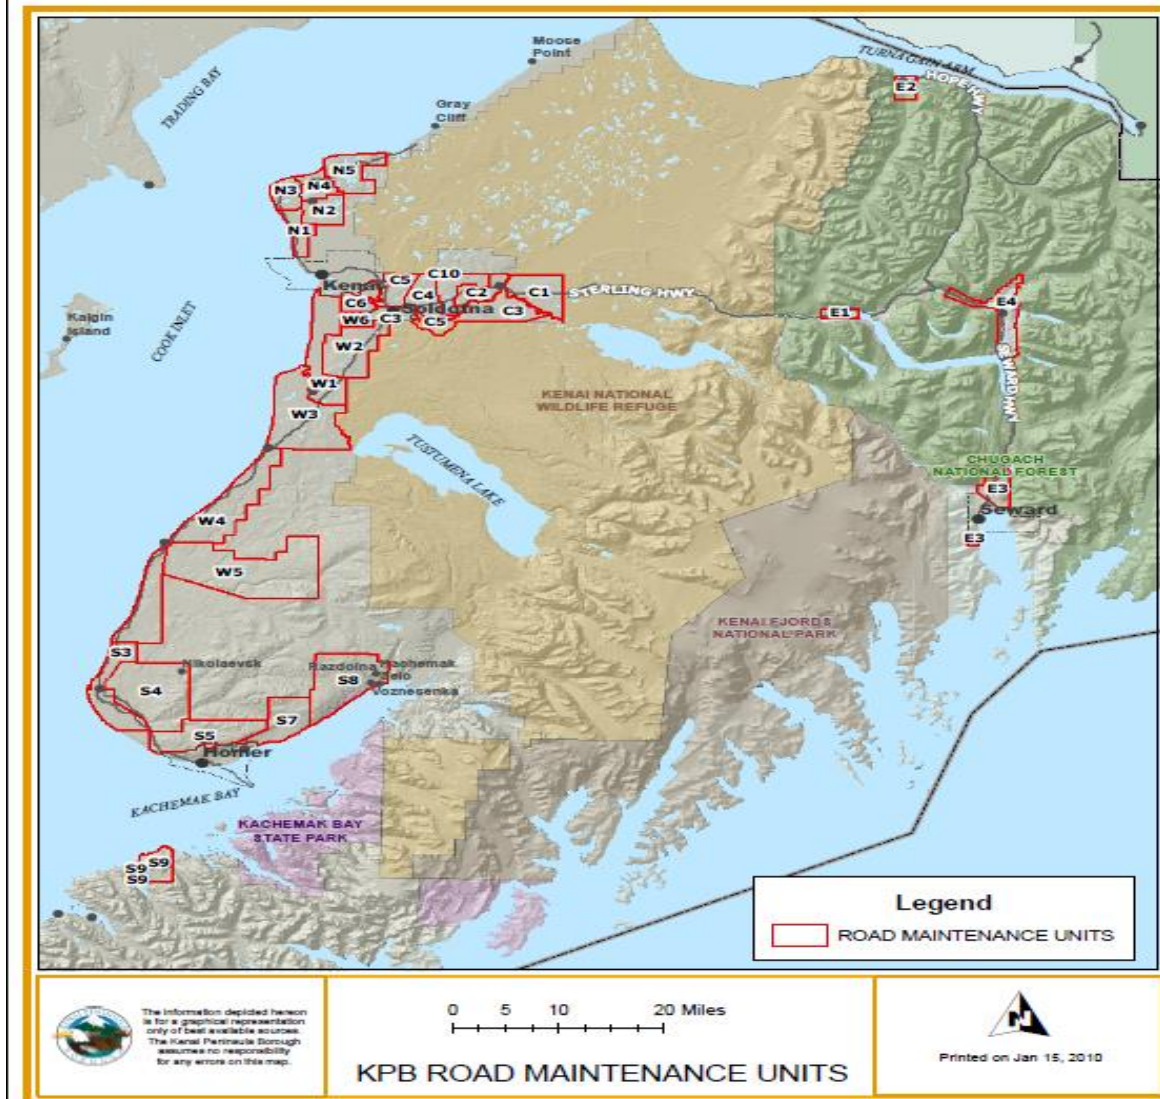 Moose
Point
TURNAGAIN ARM
TRADING BAY
HOPE HWY
E2
Gray
Cliff
N5
N4
N3
N2
N1
Kenai
C5
C10
C4
C2
C1
STERLING HWY
C6
Soldotna
C3
C3
W6
C5
E1
E4
Kalgin
Island
COOK INLET
W2
SEWARD HWY
W1
W3
KENAI NATIONAL
WILDLIFE REFUGE
TUSTUMENA LAKE
CHUGACH
NATIONAL FOREST
E3
Seward
E3
W4
W5
KENAI FJORDS
NATIONAL PARK
S3
Nikolaevsk
Razdolna
Kachemak
Selo
S4
S8
Voznesenka
S7
S5
Homer
KACHEMAK BAY
KACHEMAK BAY
STATE PARK
S9
S9
S9
Legend
ROAD MAINTENANCE UNITS
The information depicted hereon
is for a graphical representation
only of best available sources.
The Kenai Peninsula Borough
assumes no responsibility
for any errors on this map.
0 5 10 20 Miles
KPB ROAD MAINTENANCE UNITS
N
Printed on Jan 15, 2010